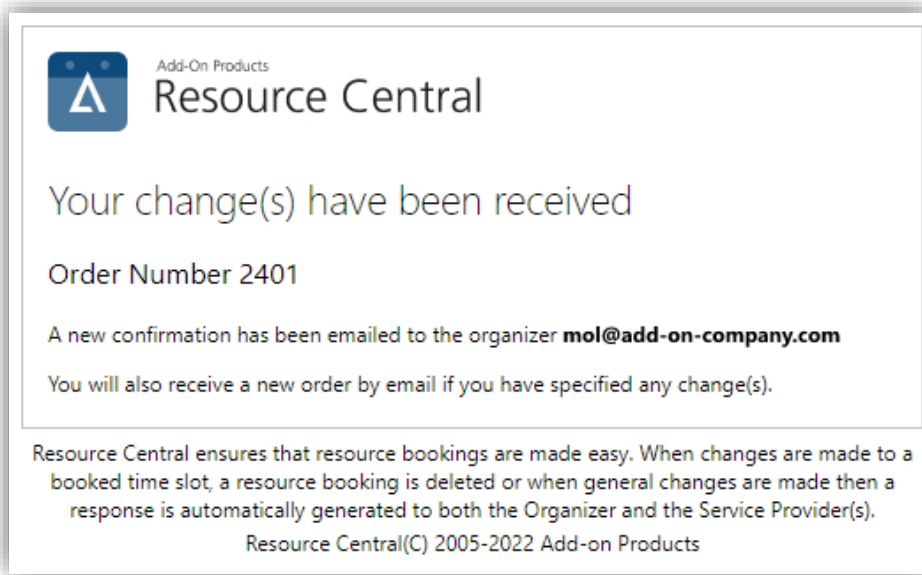 Add-On Products
Resource Central
Your change(s) have been received
Order Number 2401
A new confirmation has been emailed to the organizer mol@add-on-company.com
You will also receive a new order by email if you have specified any change(s).
Resource Central ensures that resource bookings are made easy. When changes are made to a
booked time slot, a resource booking is deleted or when general changes are made then a
response is automatically generated to both the Organizer and the Service Provider(s).
Resource Central(C) 2005-2022 Add-on Products